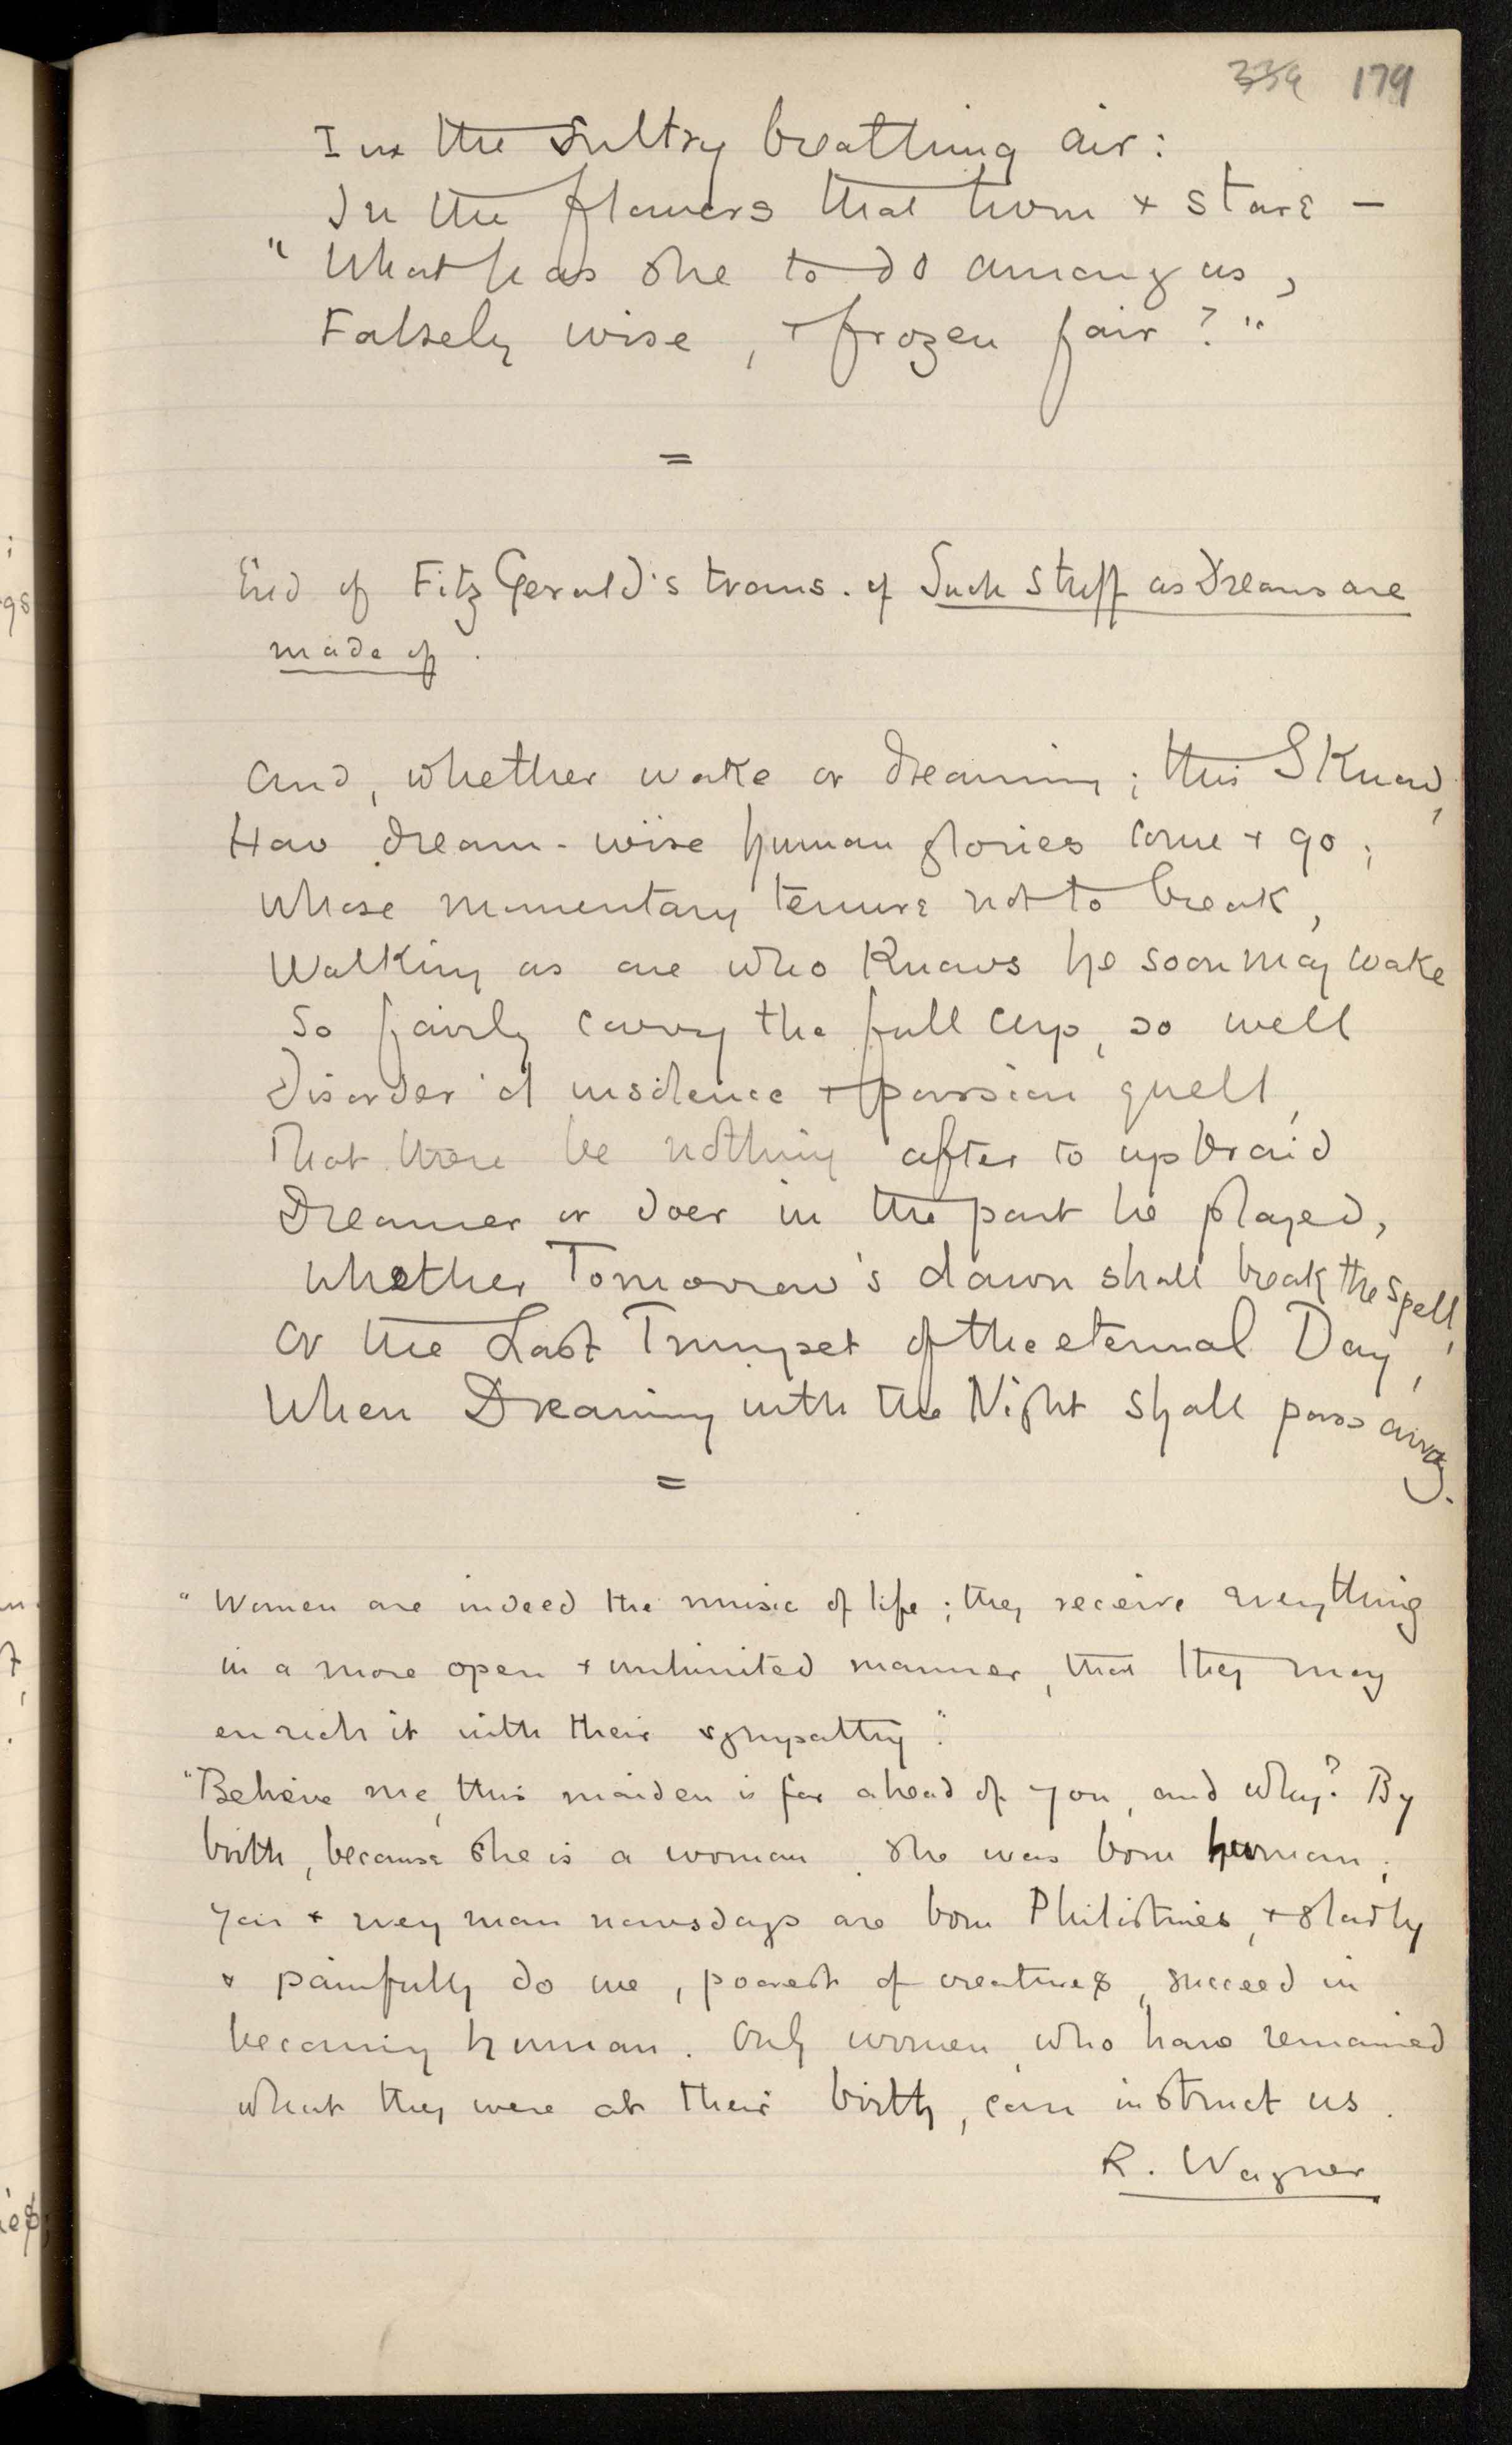 339 179
In the sultry breathing air:
In the flowers that turn + stare —
"What has she to do among us,
Falsely wise, + frozen fair?"
=
End of FitzGerald's trans. of Such Stuff as Dreams are
made of.
And, whether wake or dreaming; this I Know,
How dream-wise human glories come + go;
Whose momentary tenure not to break,
Walking as one who Knows he soon may wake
So fairly carry the full cup, so well
Disorder'd insolence + passion quell,
That there be nothing after to upbraid
Dreamer or doer in the part he played,
Whether Tomorrow's dawn shall break the spell,
Or the Last Trumpet of the eternal Day,
When Dreaming with the Night shall pass away.
=
"Women are indeed the music of life; they receive everything
in a more open + unlimited manner, that they may
enrich it with their sympathy."
"Believe me, this maiden is far ahead of you, and why? By
birth, because she is a woman. She was born human;
you + every man nowadays are born Philistines, + slowly
+ painfully do we, poorest of creatures, succeed in
becoming human. Only women, who have remained
what they were at their birth, can instruct us.
R. Wagner
gs
ies;